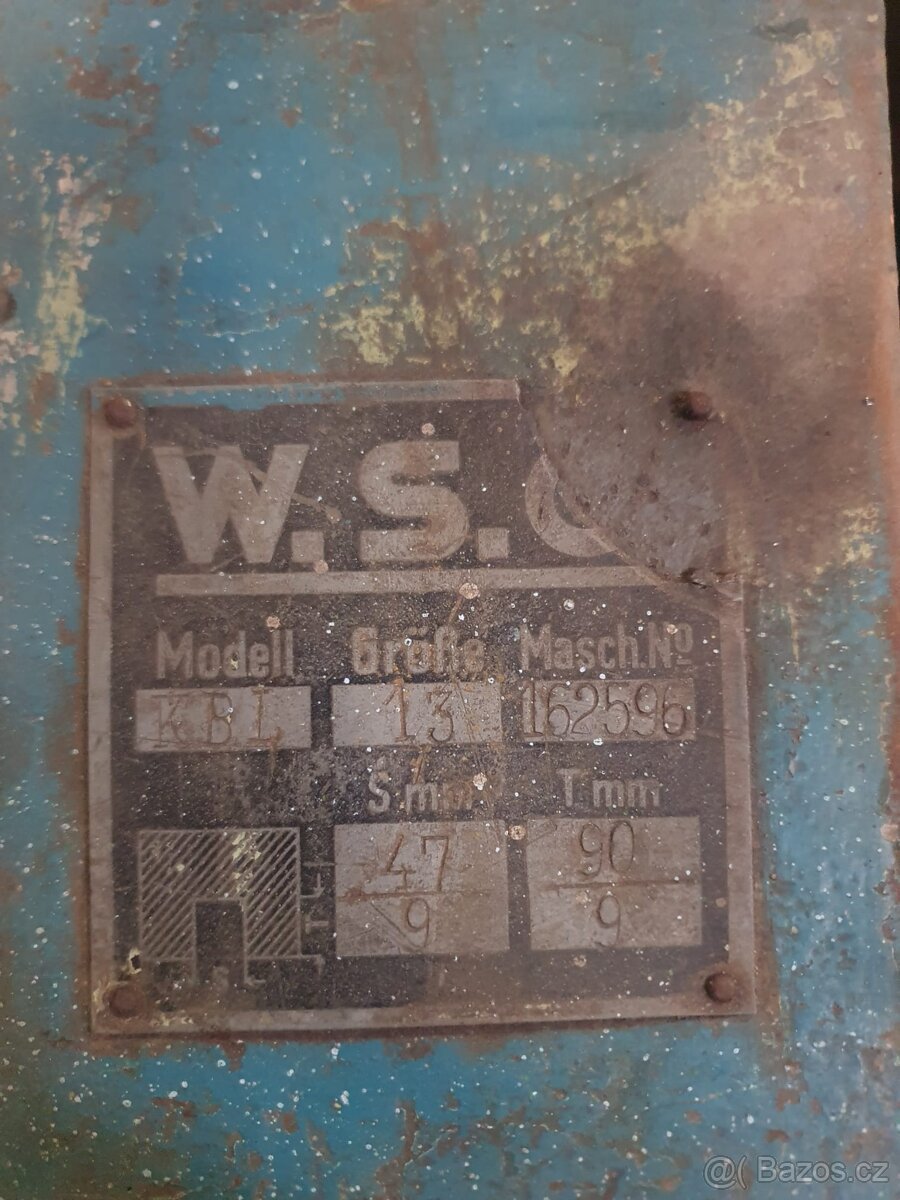 W.S.
Modell Größe Masch.Nº
KBL 13 162596
S mm T mm
47 90
9 9
T
S
@( Bazos.cz